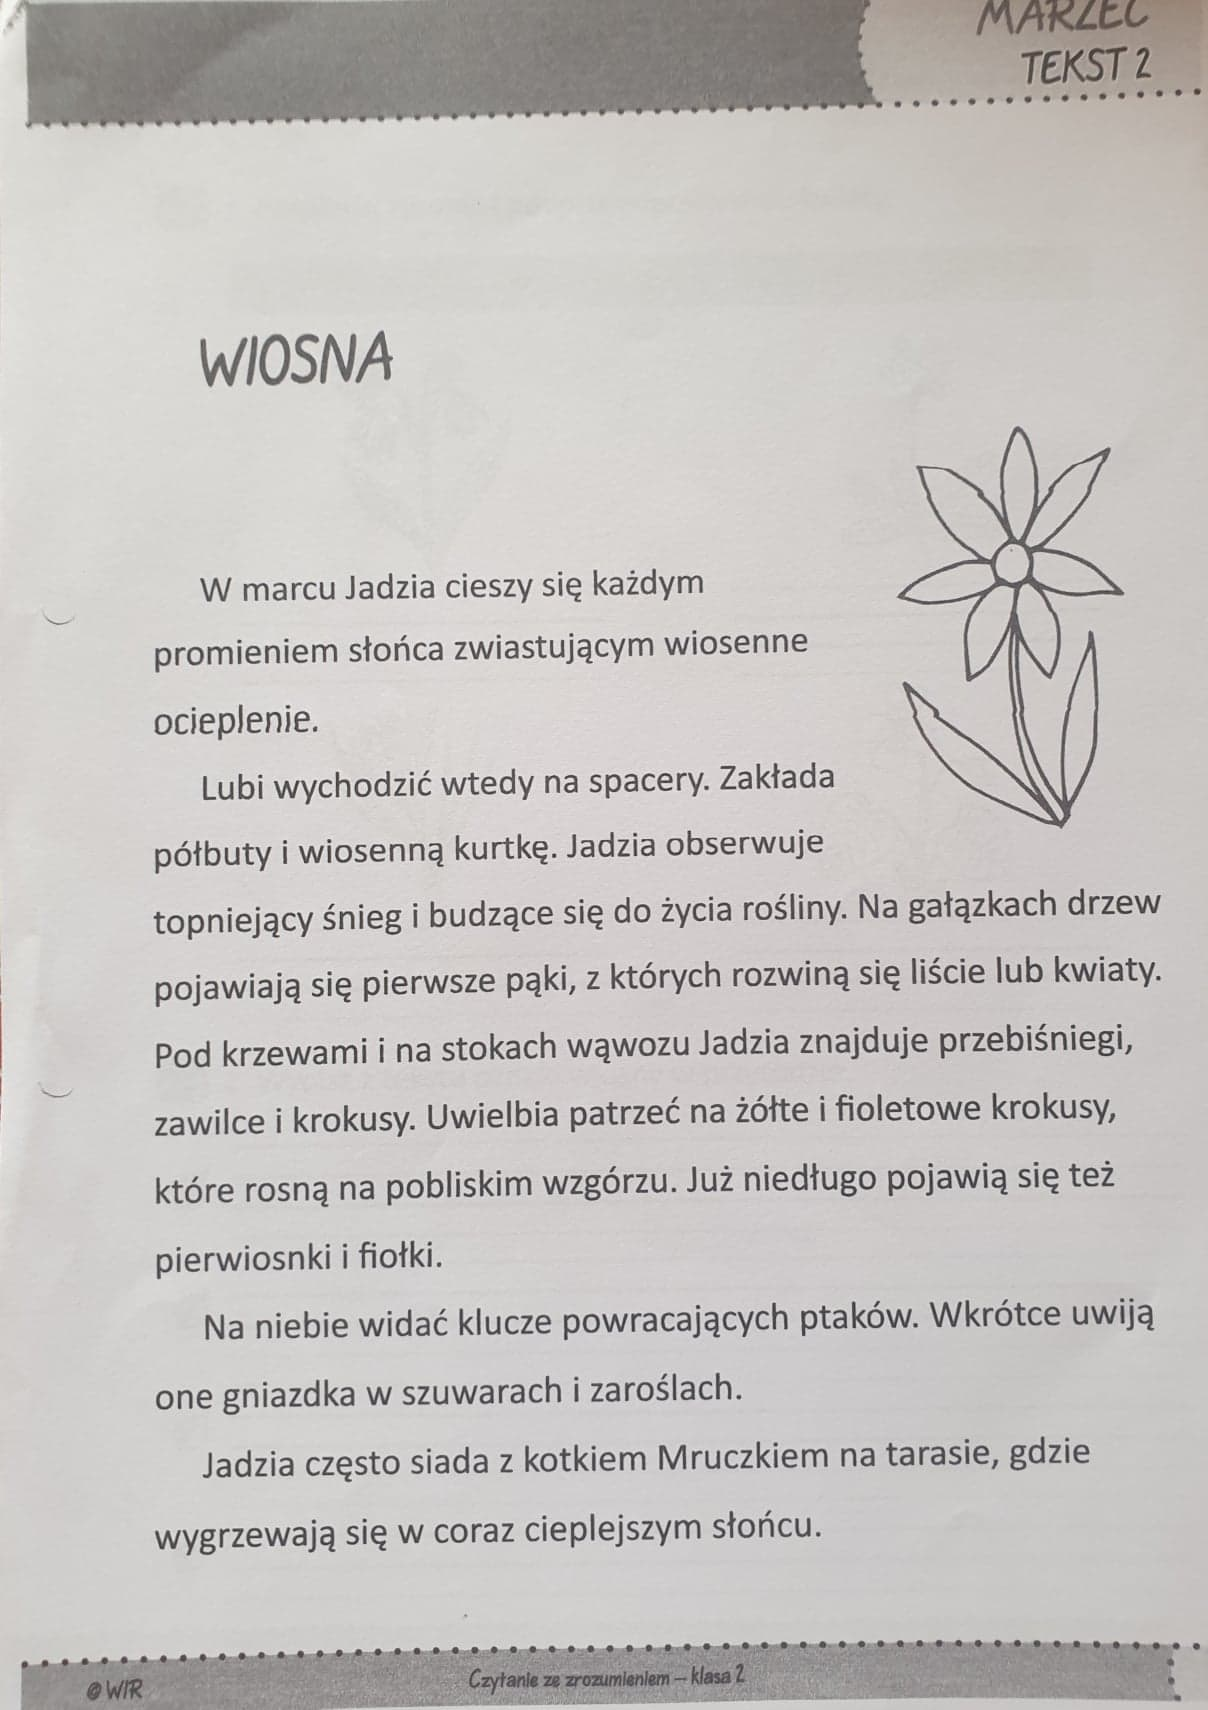 MARZEC
TEKST 2
WIOSNA
W marcu Jadzia cieszy się każdym
promieniem słońca zwiastującym wiosenne
ocieplenie.
Lubi wychodzić wtedy na spacery. Zakłada
półbuty i wiosenną kurtkę. Jadzia obserwuje
topniejący śnieg i budzące się do życia rośliny. Na gałązkach drzew
pojawiają się pierwsze pąki, z których rozwiną się liście lub kwiaty.
Pod krzewami i na stokach wąwozu Jadzia znajduje przebiśniegi,
zawilce i krokusy. Uwielbia patrzeć na żółte i fioletowe krokusy,
które rosną na pobliskim wzgórzu. Już niedługo pojawią się też
pierwiosnki i fiołki.
Na niebie widać klucze powracających ptaków. Wkrótce uwiją
one gniazdka w szuwarach i zaroślach.
Jadzia często siada z kotkiem Mruczkiem na tarasie, gdzie
wygrzewają się w coraz cieplejszym słońcu.
@ WIR
Czytanie ze zrozumieniem – klasa 2